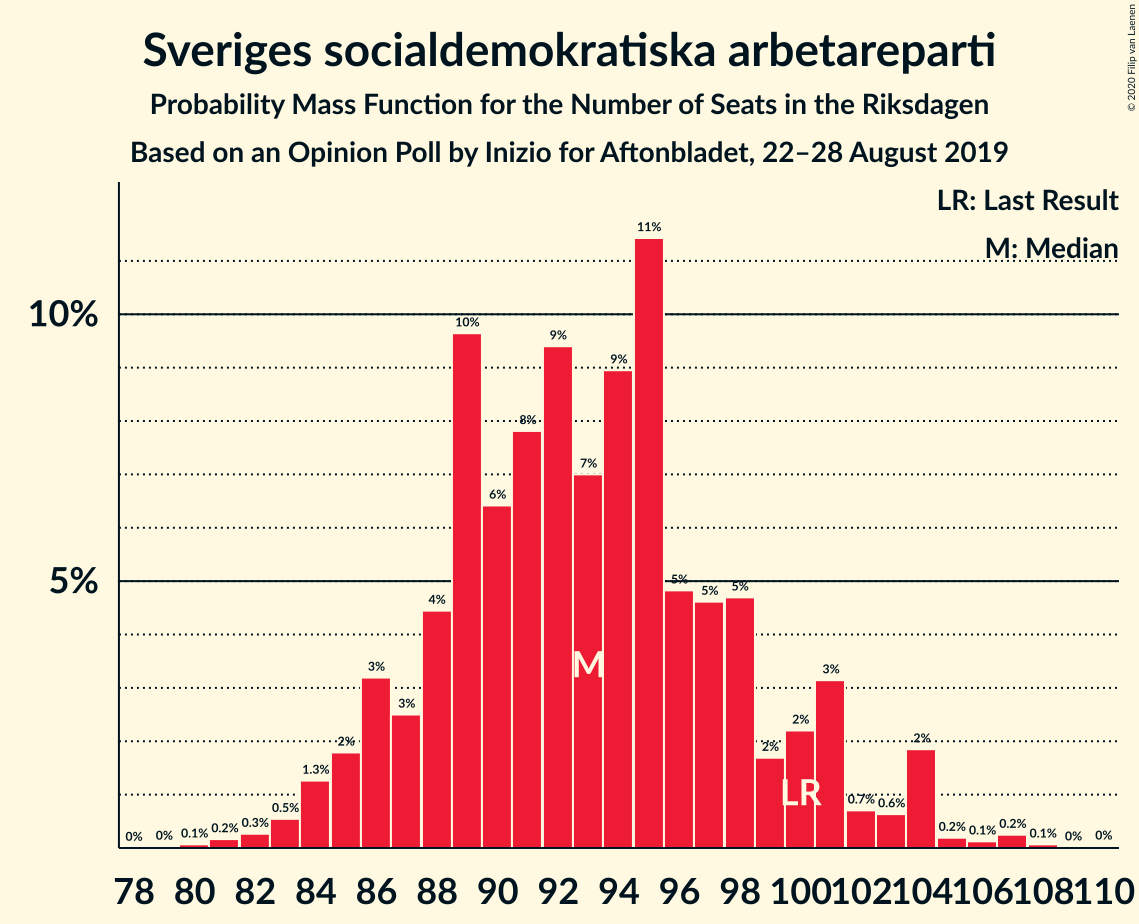 Sveriges socialdemokratiska arbetareparti
Probability Mass Function for the Number of Seats in the Riksdagen
Based on an Opinion Poll by Inizio for Aftonbladet, 22–28 August 2019
© 2020 Filip van Laenen
LR: Last Result
M: Median
10%
5%
0% 0% 0.1% 0.2% 0.3% 0.5% 1.3% 2% 3% 3% 4% 10% 6% 8% 9% 7% 9% 11% 5% 5% 5% 2% 2% 3% 0.7% 0.6% 2% 0.2% 0.1% 0.2% 0.1% 0% 0%
M
LR
78 80 82 84 86 88 90 92 94 96 98 100 102 104 106 108 110